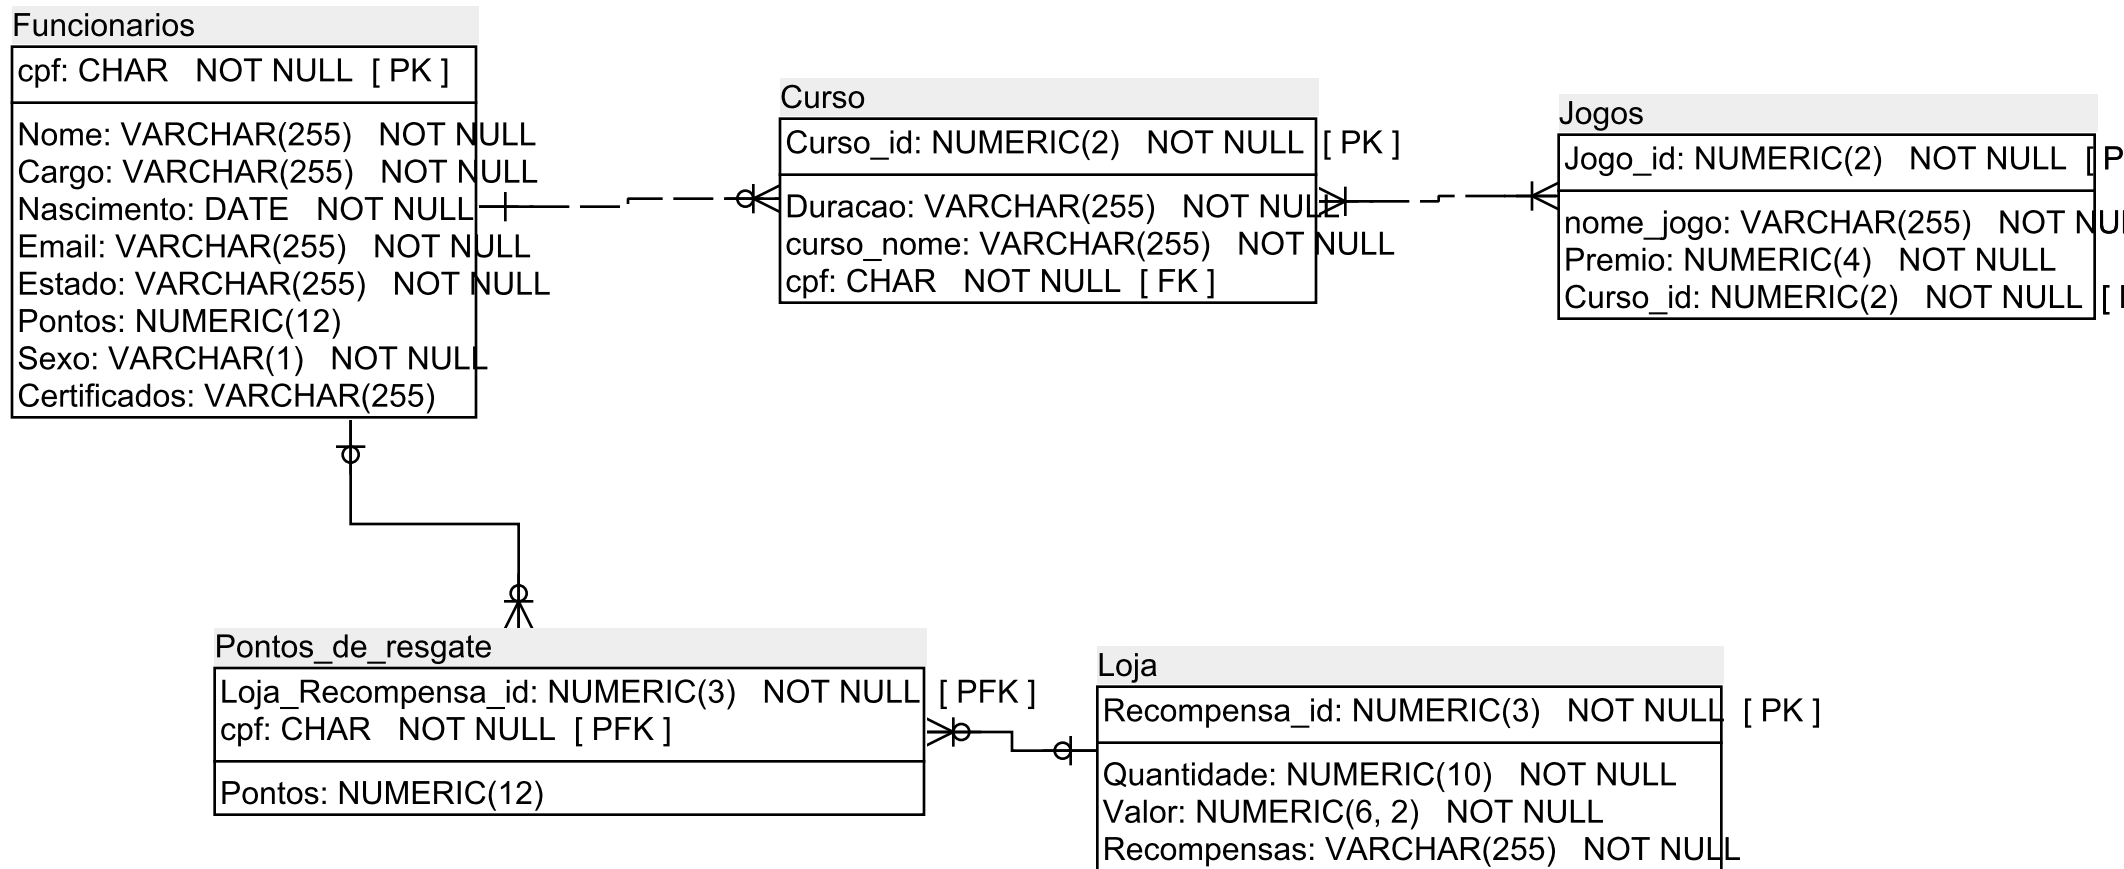 Funcionarios
cpf: CHAR NOT NULL [ PK ]
Nome: VARCHAR(255) NOT NULL
Cargo: VARCHAR(255) NOT NULL
Nascimento: DATE NOT NULL
Email: VARCHAR(255) NOT NULL
Estado: VARCHAR(255) NOT NULL
Pontos: NUMERIC(12)
Sexo: VARCHAR(1) NOT NULL
Certificados: VARCHAR(255)
Curso
Curso_id: NUMERIC(2) NOT NULL [ PK ]
Duracao: VARCHAR(255) NOT NULL
curso_nome: VARCHAR(255) NOT NULL
cpf: CHAR NOT NULL [ FK ]
Jogos
Jogo_id: NUMERIC(2) NOT NULL [ P
nome_jogo: VARCHAR(255) NOT NU
Premio: NUMERIC(4) NOT NULL
Curso_id: NUMERIC(2) NOT NULL [
Pontos_de_resgate
Loja_Recompensa_id: NUMERIC(3) NOT NULL [ PFK ]
cpf: CHAR NOT NULL [ PFK ]
Pontos: NUMERIC(12)
Loja
Recompensa_id: NUMERIC(3) NOT NULL [ PK ]
Quantidade: NUMERIC(10) NOT NULL
Valor: NUMERIC(6, 2) NOT NULL
Recompensas: VARCHAR(255) NOT NULL